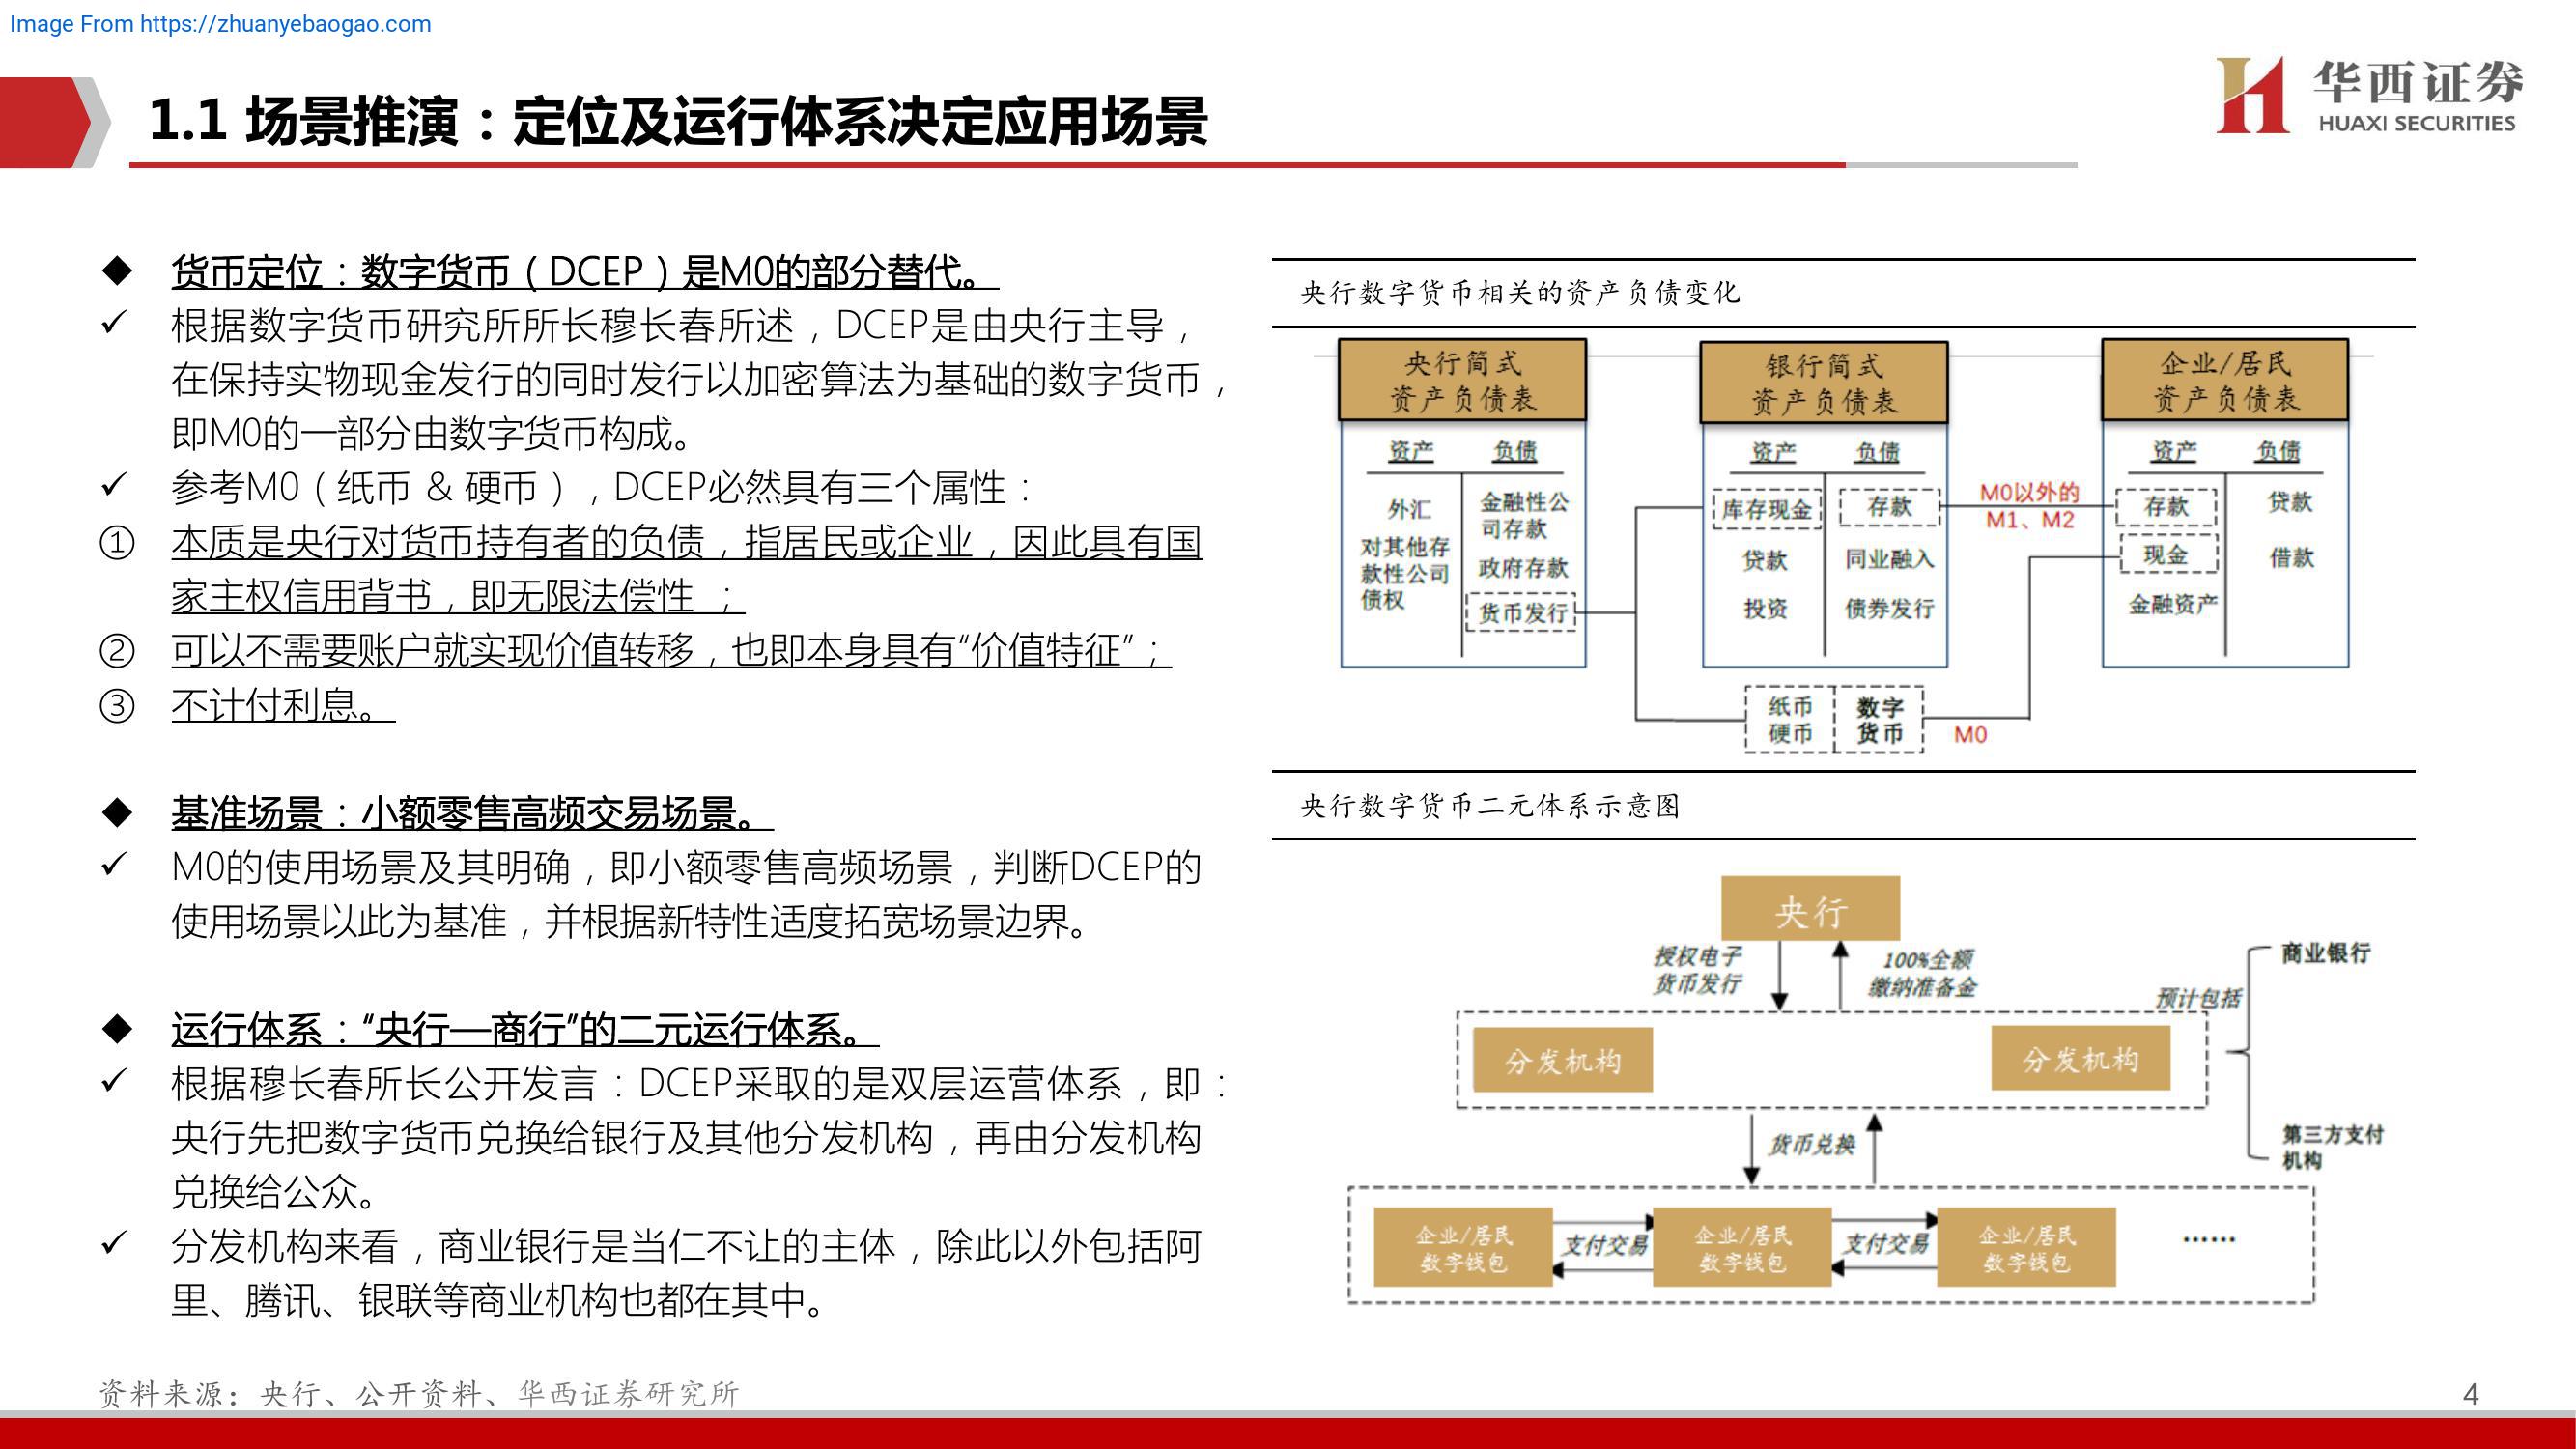 Image From https://zhuanyebaogao.com
1.1 场景推演：定位及运行体系决定应用场景
华西证券
HUAXI SECURITIES
◆ 货币定位：数字货币（DCEP）是M0的部分替代。
✓ 根据数字货币研究所所长穆长春所述，DCEP是由央行主导，
在保持实物现金发行的同时发行以加密算法为基础的数字货币，
即M0的一部分由数字货币构成。
✓ 参考M0（纸币 & 硬币），DCEP必然具有三个属性：
① 本质是央行对货币持有者的负债，指居民或企业，因此具有国
家主权信用背书，即无限法偿性 ；
② 可以不需要账户就实现价值转移，也即本身具有“价值特征”；
③ 不计付利息。
◆ 基准场景：小额零售高频交易场景。
✓ M0的使用场景及其明确，即小额零售高频场景，判断DCEP的
使用场景以此为基准，并根据新特性适度拓宽场景边界。
◆ 运行体系：“央行—商行”的二元运行体系。
✓ 根据穆长春所长公开发言：DCEP采取的是双层运营体系，即：
央行先把数字货币兑换给银行及其他分发机构，再由分发机构
兑换给公众。
✓ 分发机构来看，商业银行是当仁不让的主体，除此以外包括阿
里、腾讯、银联等商业机构也都在其中。
央行数字货币相关的资产负债变化
央行简式
资产负债表
资产 负债
外汇
对其他存
款性公司
债权
金融性公
司存款
政府存款
货币发行
银行简式
资产负债表
资产 负债
库存现金
贷款
投资
存款
同业融入
债券发行
M0以外的
M1、M2
企业/居民
资产负债表
资产 负债
存款
现金
金融资产
贷款
借款
纸币
硬币
数字
货币
M0
央行数字货币二元体系示意图
央行
授权电子
货币发行
100%全额
缴纳准备金
分发机构
分发机构
预计包括
商业银行
第三方支付
机构
货币兑换
企业/居民
数字钱包
支付交易
企业/居民
数字钱包
支付交易
企业/居民
数字钱包
……
资料来源：央行、公开资料、华西证券研究所
4